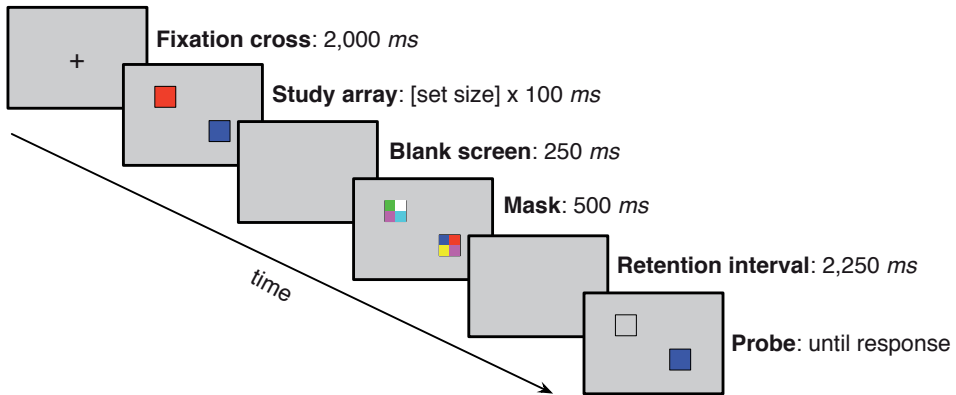 Fixation cross: 2,000 ms
Study array: [set size] x 100 ms
Blank screen: 250 ms
Mask: 500 ms
Retention interval: 2,250 ms
Probe: until response
time